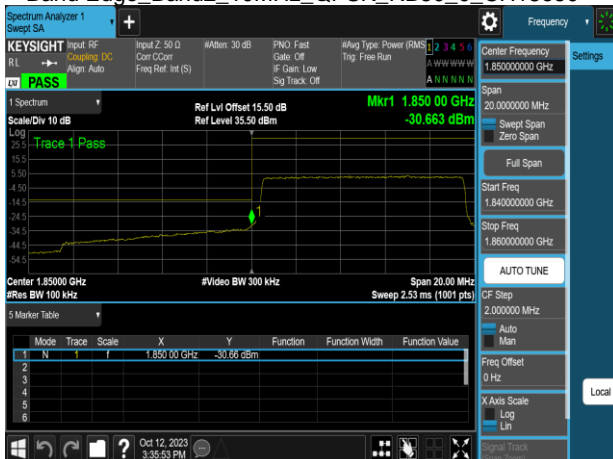 Spectrum Analyzer 1
Swept SA
Frequency
KEYSIGHT
RL
LXI
PASS
Input: RF
Coupling: DC
Align: Auto
Input Z: 50 Ω
Corr CCorr
Freq Ref: Int (S)
#Atten: 30 dB
PNO: Fast
Gate: Off
IF Gain: Low
Sig Track: Off
#Avg Type: Power (RMS
Trig: Free Run
1 2 3 4 5 6
A WW WW W
A N N N N N
1 Spectrum
Scale/Div 10 dB
Ref Lvl Offset 15.50 dB
Ref Level 35.50 dBm
Mkr1 1.850 00 GHz
-30.663 dBm
Log
Trace 1 Pass
25.5
15.5
5.50
-4.50
-14.5
-24.5
-34.5
-44.5
-54.5
1
Center 1.85000 GHz
#Res BW 100 kHz
#Video BW 300 kHz
Span 20.00 MHz
Sweep 2.53 ms (1001 pts)
5 Marker Table
Mode Trace Scale X Y Function Function Width Function Value
1 N 1 f 1.850 00 GHz -30.66 dBm
2
3
4
5
6
Oct 12, 2023
3:35:53 PM
Center Frequency
1.850000000 GHz
Settings
Span
20.0000000 MHz
Swept Span
Zero Span
Full Span
Start Freq
1.840000000 GHz
Stop Freq
1.860000000 GHz
AUTO TUNE
CF Step
2.000000 MHz
Auto
Man
Freq Offset
0 Hz
X Axis Scale
Log
Lin
Local
Signal Track